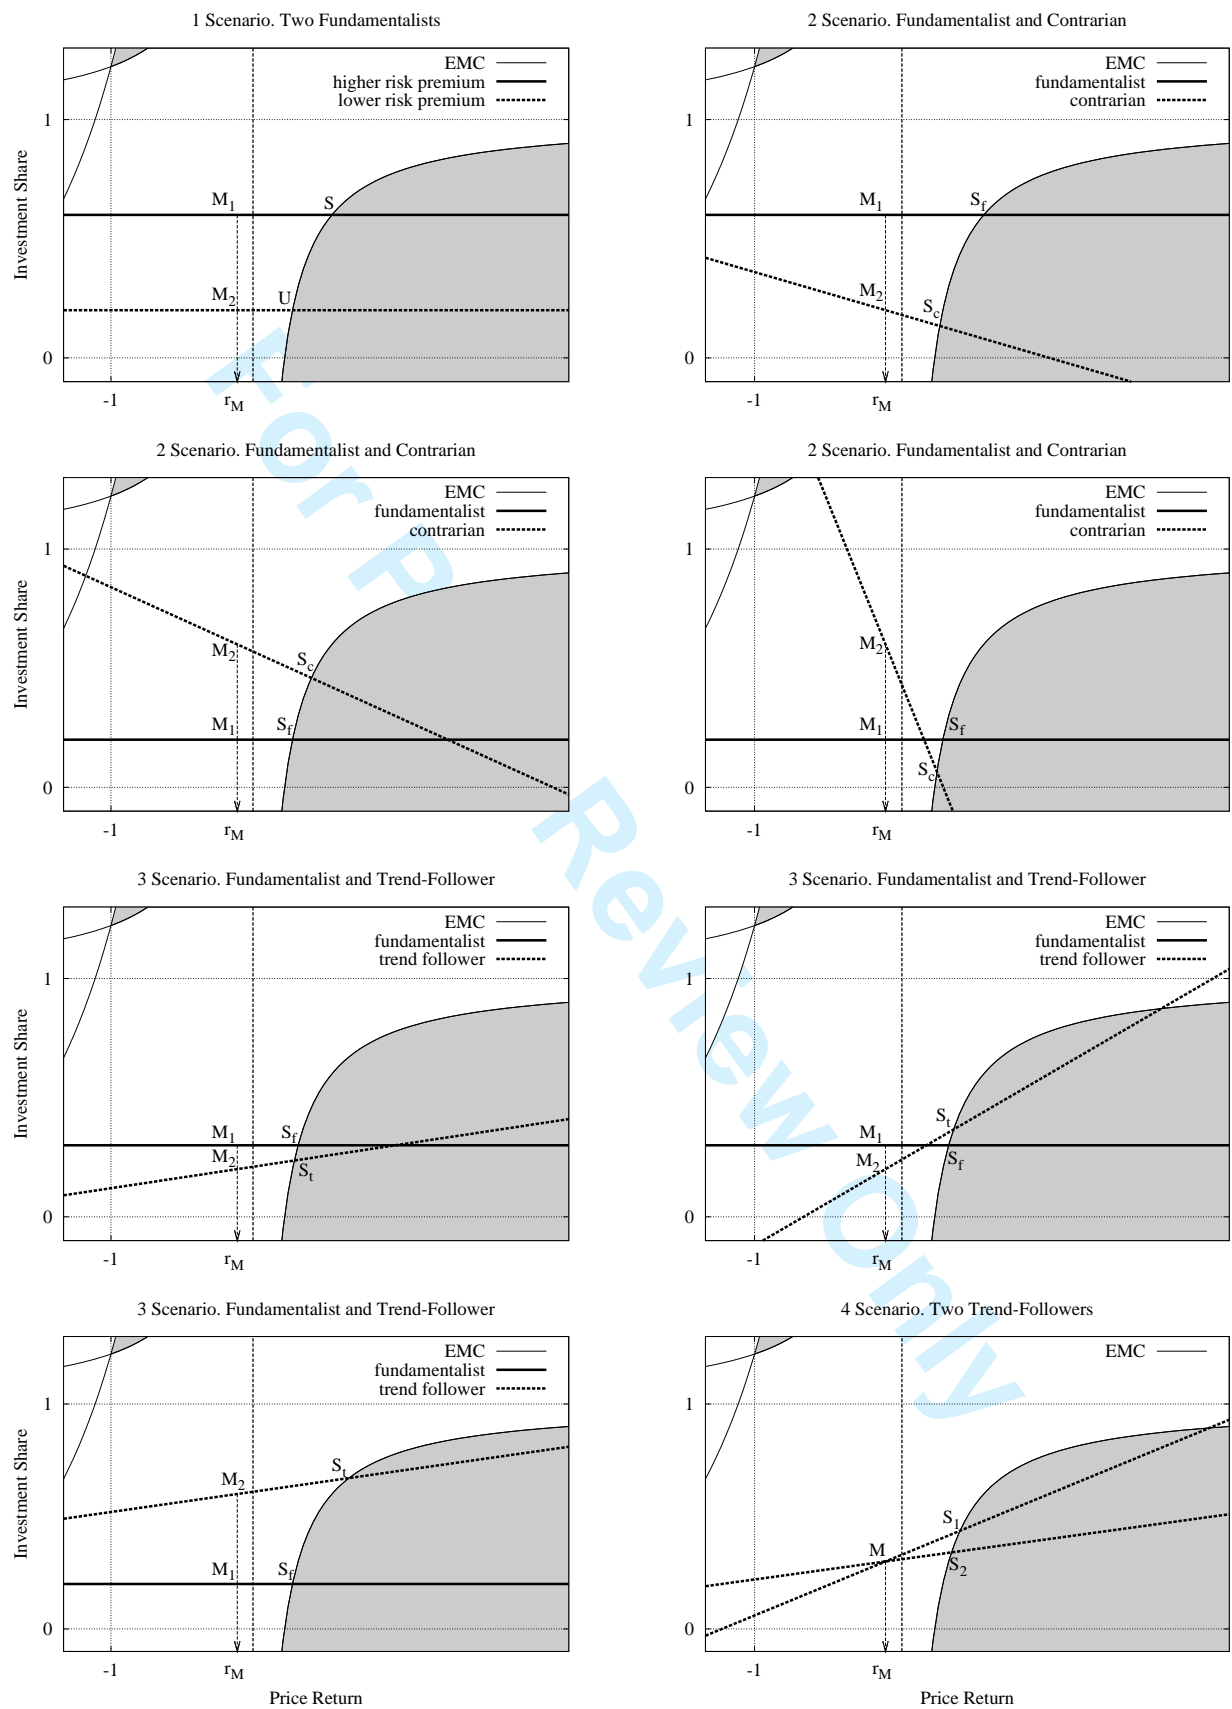 1 Scenario. Two Fundamentalists
EMC
higher risk premium
lower risk premium
Investment Share
1
0
-1
M1
M2
S
U
rM
2 Scenario. Fundamentalist and Contrarian
EMC
fundamentalist
contrarian
1
0
-1
M1
M2
Sf
Sc
rM
2 Scenario. Fundamentalist and Contrarian
EMC
fundamentalist
contrarian
Investment Share
1
0
-1
M2
M1
Sc
Sf
rM
2 Scenario. Fundamentalist and Contrarian
EMC
fundamentalist
contrarian
1
0
-1
M2
M1
Sf
Sc
rM
3 Scenario. Fundamentalist and Trend-Follower
EMC
fundamentalist
trend follower
Investment Share
1
0
-1
M1
M2
Sf
St
rM
3 Scenario. Fundamentalist and Trend-Follower
EMC
fundamentalist
trend follower
1
0
-1
M1
M2
St
Sf
rM
3 Scenario. Fundamentalist and Trend-Follower
EMC
fundamentalist
trend follower
Investment Share
1
0
-1
M2
M1
St
Sf
rM
Price Return
4 Scenario. Two Trend-Followers
EMC
1
0
-1
M
S1
S2
rM
Price Return
For P Review Only